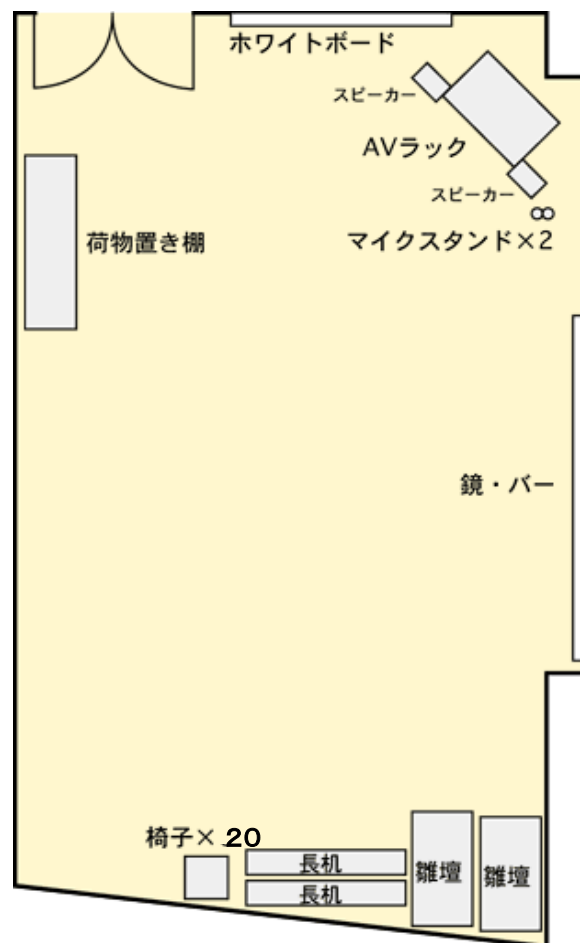 ホワイトボード
スピーカー
AVラック
スピーカー
マイクスタンド×2
荷物置き棚
鏡・バー
椅子× 20
長机
長机
雛壇
雛壇